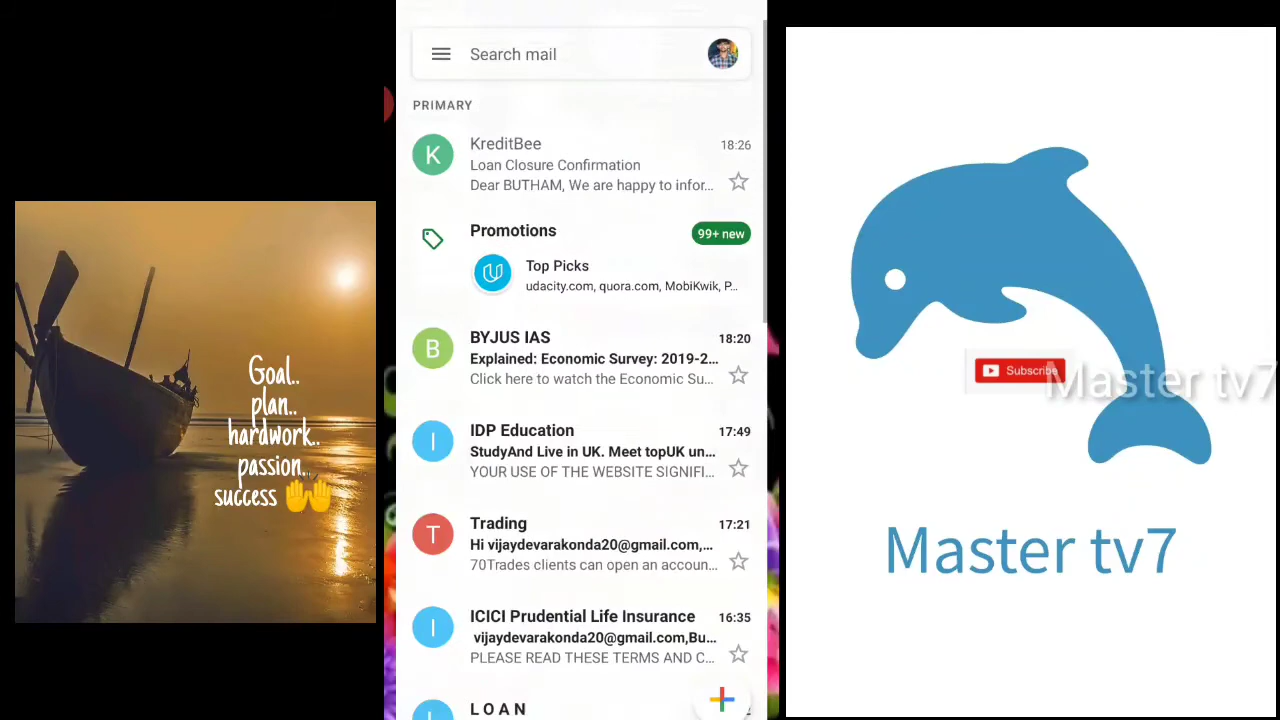 Goal..
plan..
hardwork..
passion..
success 🤲
Search mail
PRIMARY
K
KreditBee
18:26
Loan Closure Confirmation
Dear BUTHAM, We are happy to infor...
Promotions
99+ new
Top Picks
udacity.com, quora.com, MobiKwik, P...
B
BYJUS IAS
18:20
Explained: Economic Survey: 2019-2...
Click here to watch the Economic Su...
I
IDP Education
17:49
StudyAnd Live in UK. Meet topUK un...
YOUR USE OF THE WEBSITE SIGNIFI...
T
Trading
17:21
Hi vijaydevarakonda20@gmail.com,...
70Trades clients can open an accoun...
I
ICICI Prudential Life Insurance
16:35
vijaydevarakonda20@gmail.com,Bu...
PLEASE READ THESE TERMS AND C...
L O A N
Subscribe
Master tv7
Master tv7